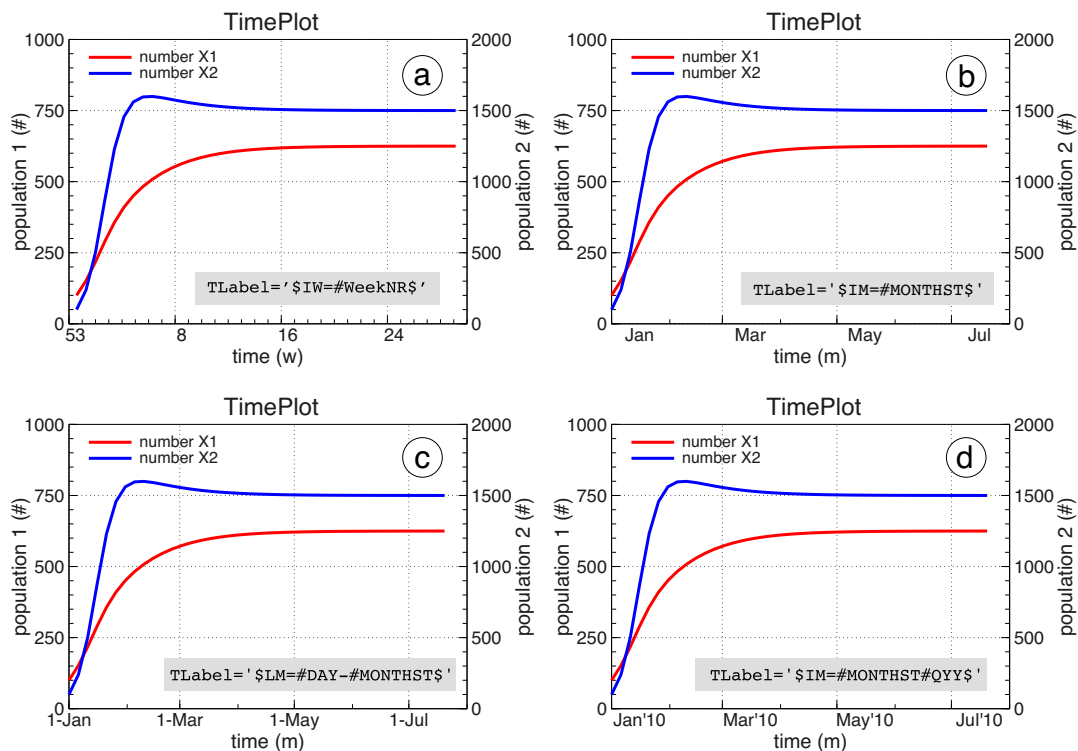 TimePlot
1000
750
500
250
0
population 1 (#)
number X1
number X2
a
2000
1500
1000
500
0
population 2 (#)
TLabel=’$IW=#WeekNR$’
53 8 16 24
time (w)
TimePlot
1000
750
500
250
0
population 1 (#)
number X1
number X2
b
2000
1500
1000
500
0
population 2 (#)
TLabel='$IM=#MONTHST$'
Jan Mar May Jul
time (m)
TimePlot
1000
750
500
250
0
population 1 (#)
number X1
number X2
c
2000
1500
1000
500
0
population 2 (#)
TLabel='$LM=#DAY-#MONTHST$'
1-Jan 1-Mar 1-May 1-Jul
time (m)
TimePlot
1000
750
500
250
0
population 1 (#)
number X1
number X2
d
2000
1500
1000
500
0
population 2 (#)
TLabel='$IM=#MONTHST#QYY$'
Jan'10 Mar'10 May'10 Jul'10
time (m)